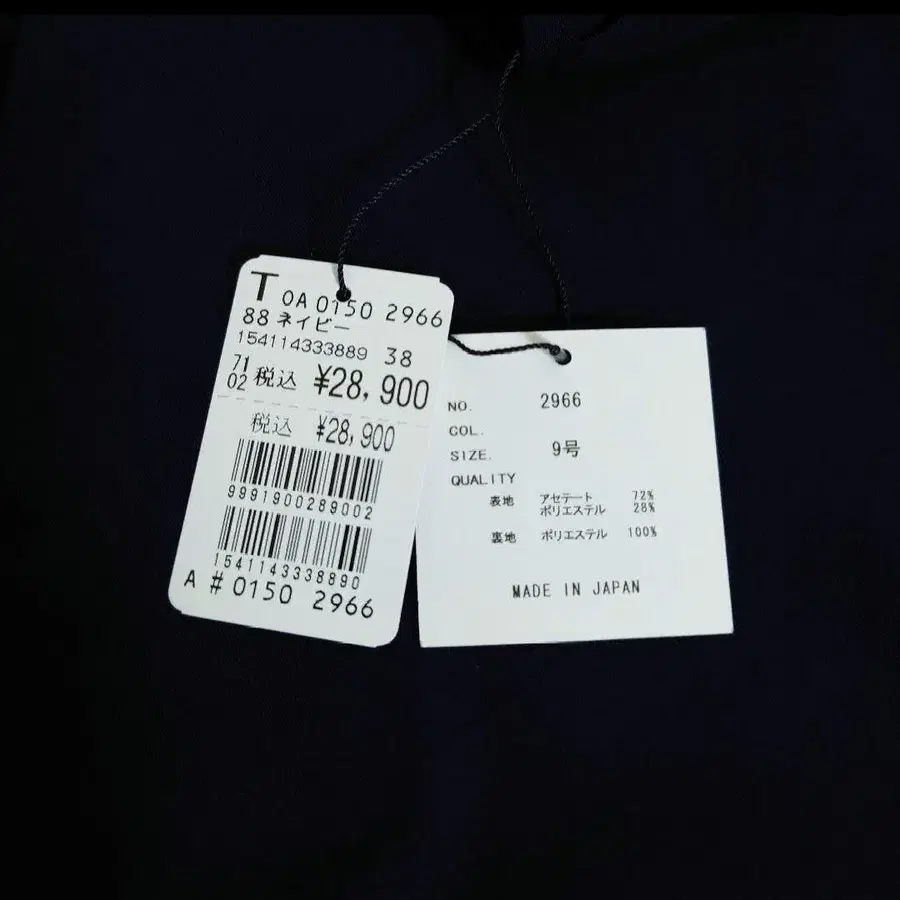 T OA 0150 2966
88 ネイビー
154114333889 38
71
02 税込 ¥28,900
税込 ¥28,900
9991900289002
1541143338890
A # 0150 2966
NO. 2966
COL.
SIZE. 9号
QUALITY
表地 アセテート 72%
ポリエステル 28%
裏地 ポリエステル 100%
MADE IN JAPAN